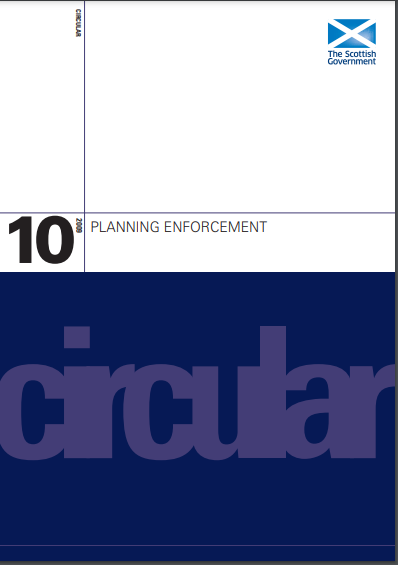 CIRCULAR
The Scottish
Government
10
2009
PLANNING ENFORCEMENT
circular